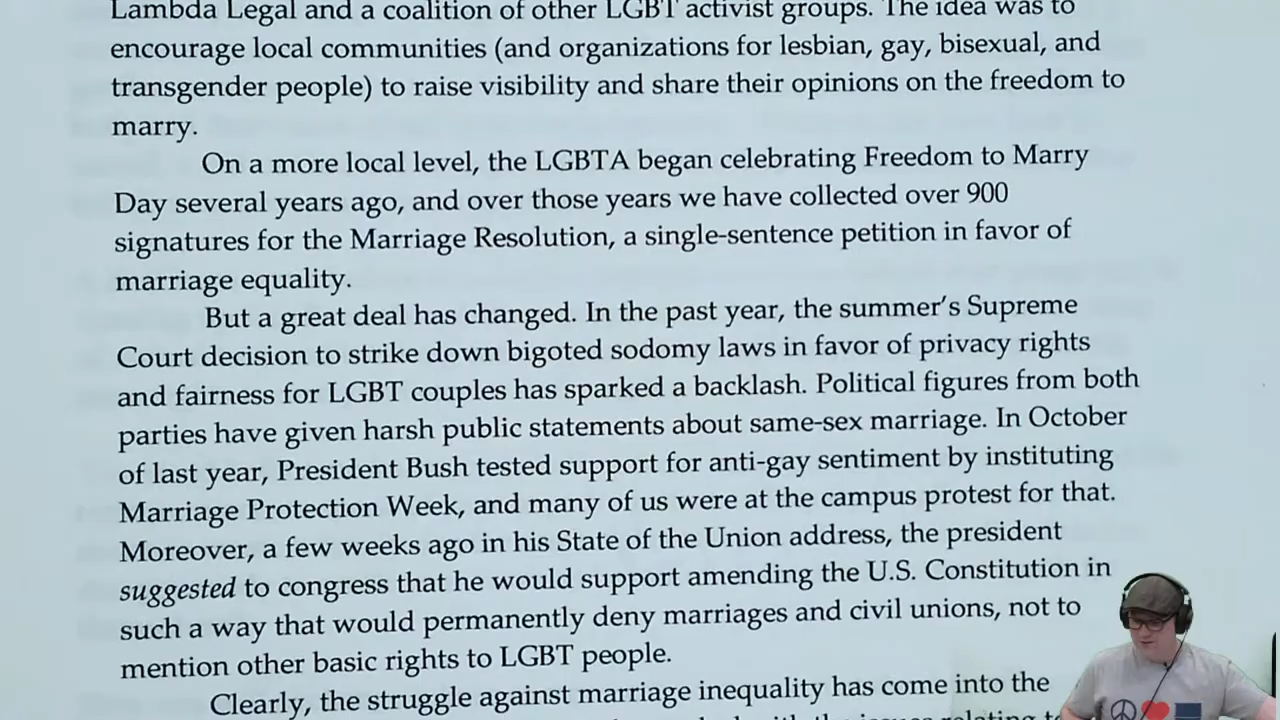 Lambda Legal and a coalition of other LGBT activist groups. The idea was to
encourage local communities (and organizations for lesbian, gay, bisexual, and
transgender people) to raise visibility and share their opinions on the freedom to
marry.
On a more local level, the LGBTA began celebrating Freedom to Marry
Day several years ago, and over those years we have collected over 900
signatures for the Marriage Resolution, a single-sentence petition in favor of
marriage equality.
But a great deal has changed. In the past year, the summer's Supreme
Court decision to strike down bigoted sodomy laws in favor of privacy rights
and fairness for LGBT couples has sparked a backlash. Political figures from both
parties have given harsh public statements about same-sex marriage. In October
of last year, President Bush tested support for anti-gay sentiment by instituting
Marriage Protection Week, and many of us were at the campus protest for that.
Moreover, a few weeks ago in his State of the Union address, the president
suggested to congress that he would support amending the U.S. Constitution in
such a way that would permanently deny marriages and civil unions, not to
mention other basic rights to LGBT people.
Clearly, the struggle against marriage inequality has come into the
with the issues relating to